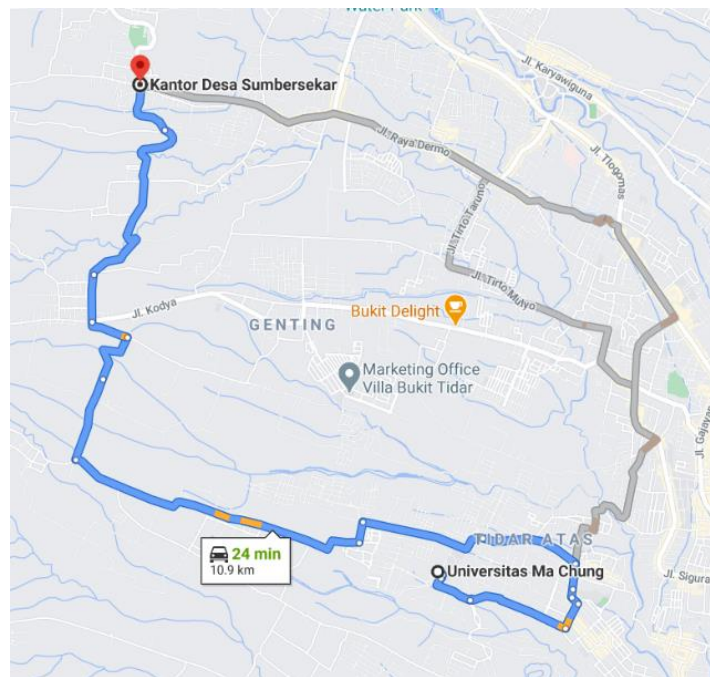 Water Park
Kantor Desa Sumbersekar
Jl. Karyawiguna
Jl. Raya Dermo
Jl. Tlogomas
Jl. Tirto Taruno
Jl. Tirto Mulyo
Jl. Kodya
GENTING
Bukit Delight
Marketing Office
Villa Bukit Tidar
Jl. Gajayan
TIDAR ATAS
24 min
10.9 km
Universitas Ma Chung
Jl. Sigura